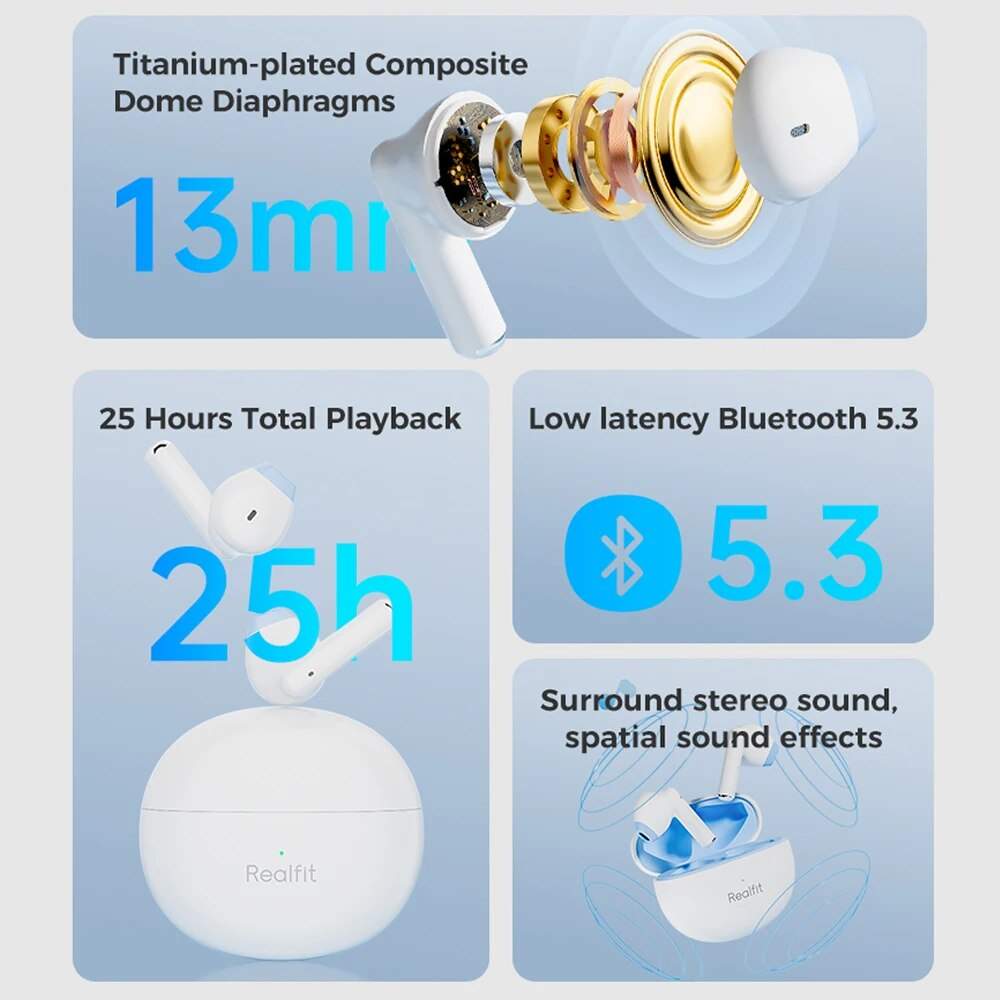 Titanium-plated Composite
Dome Diaphragms
13mm
25 Hours Total Playback
25h
Realfit
Low latency Bluetooth 5.3
5.3
Surround stereo sound,
spatial sound effects
Realfit